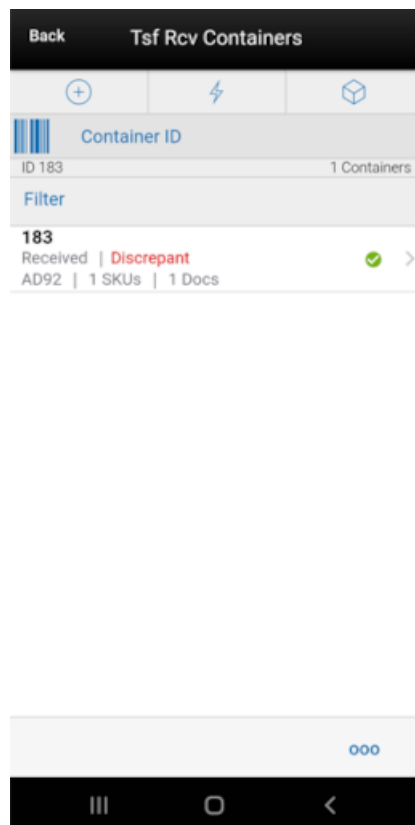 Back Tsf Rcv Containers
Container ID
ID 183 1 Containers
Filter
183
Received | Discrepant
AD92 | 1 SKUs | 1 Docs
ooo